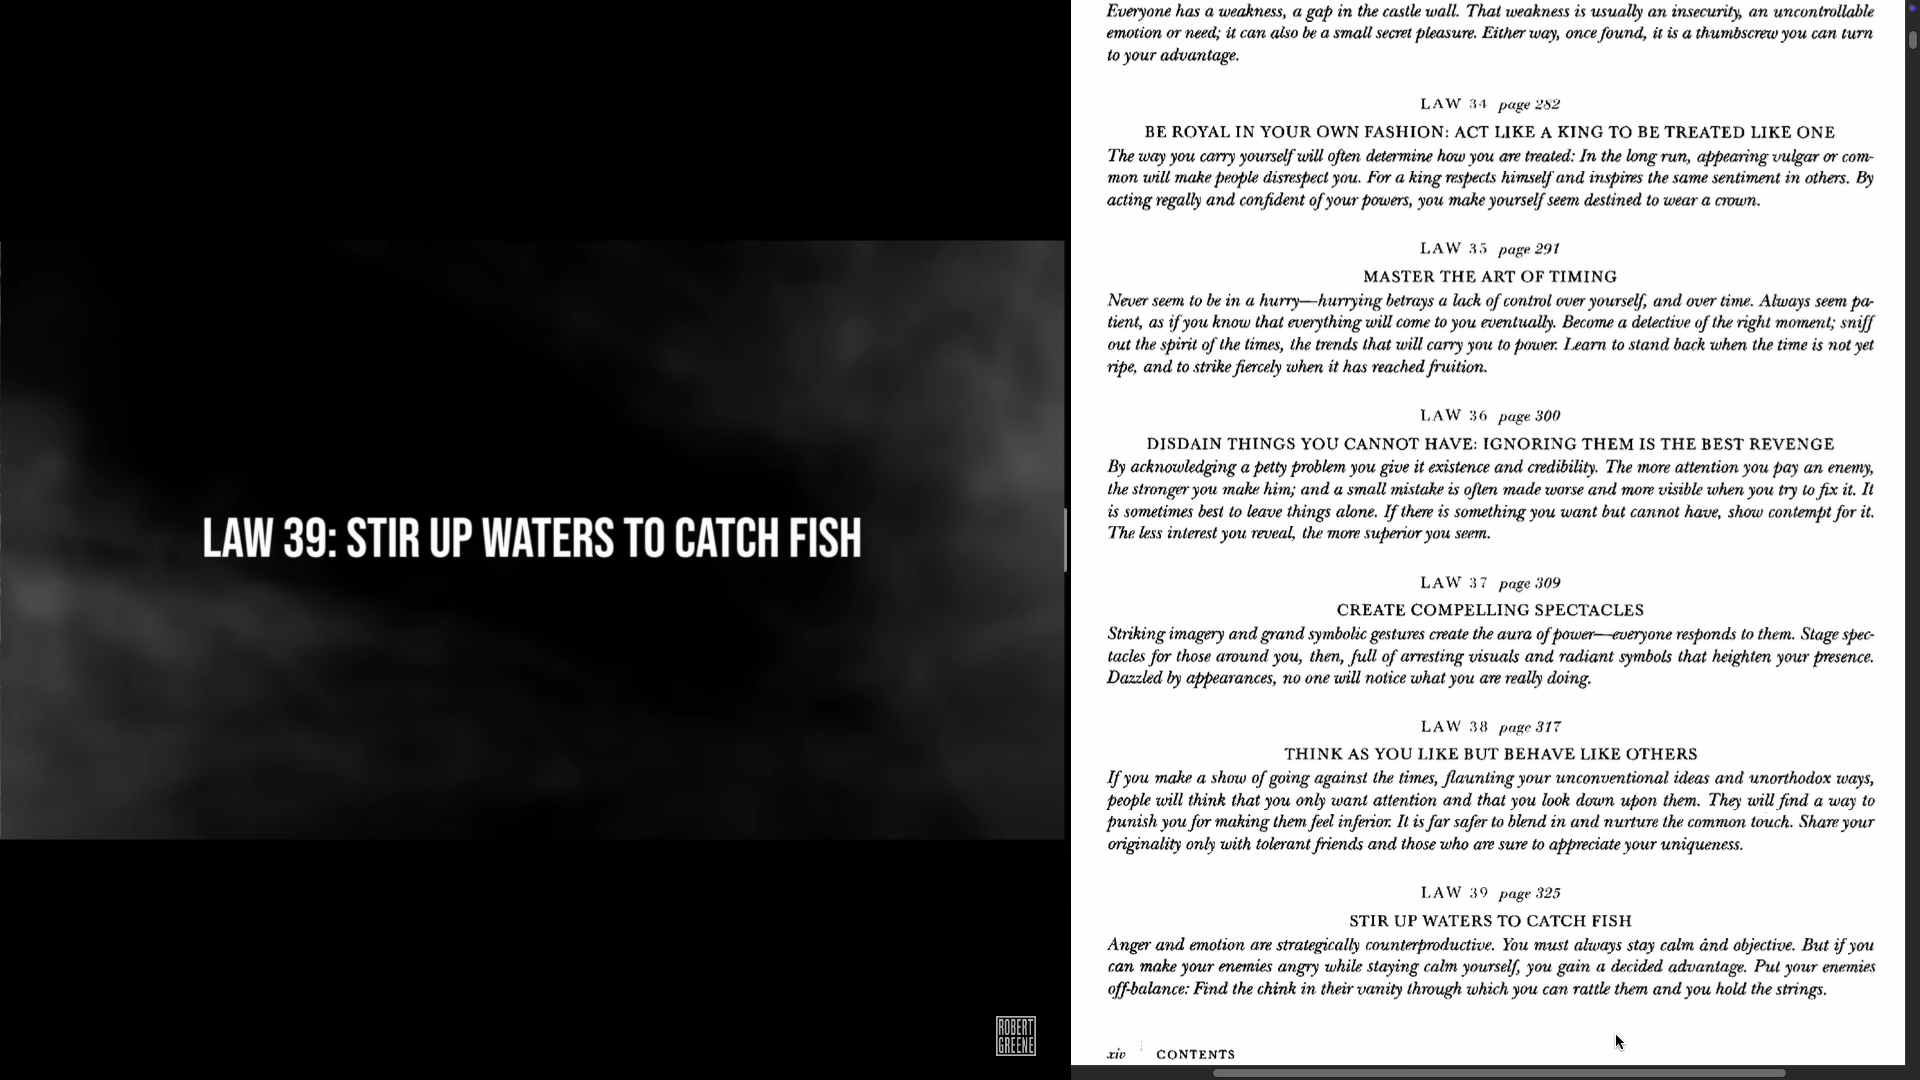 LAW 39: STIR UP WATERS TO CATCH FISH
ROBERT
GREENE
Everyone has a weakness, a gap in the castle wall. That weakness is usually an insecurity, an uncontrollable
emotion or need; it can also be a small secret pleasure. Either way, once found, it is a thumbscrew you can turn
to your advantage.
LAW 34 page 282
BE ROYAL IN YOUR OWN FASHION: ACT LIKE A KING TO BE TREATED LIKE ONE
The way you carry yourself will often determine how you are treated: In the long run, appearing vulgar or com-
mon will make people disrespect you. For a king respects himself and inspires the same sentiment in others. By
acting regally and confident of your powers, you make yourself seem destined to wear a crown.
LAW 35 page 291
MASTER THE ART OF TIMING
Never seem to be in a hurry—hurrying betrays a lack of control over yourself, and over time. Always seem pa-
tient, as if you know that everything will come to you eventually. Become a detective of the right moment; sniff
out the spirit of the times, the trends that will carry you to power. Learn to stand back when the time is not yet
ripe, and to strike fiercely when it has reached fruition.
LAW 36 page 300
DISDAIN THINGS YOU CANNOT HAVE: IGNORING THEM IS THE BEST REVENGE
By acknowledging a petty problem you give it existence and credibility. The more attention you pay an enemy,
the stronger you make him; and a small mistake is often made worse and more visible when you try to fix it. It
is sometimes best to leave things alone. If there is something you want but cannot have, show contempt for it.
The less interest you reveal, the more superior you seem.
LAW 37 page 309
CREATE COMPELLING SPECTACLES
Striking imagery and grand symbolic gestures create the aura of power—everyone responds to them. Stage spec-
tacles for those around you, then, full of arresting visuals and radiant symbols that heighten your presence.
Dazzled by appearances, no one will notice what you are really doing.
LAW 38 page 317
THINK AS YOU LIKE BUT BEHAVE LIKE OTHERS
If you make a show of going against the times, flaunting your unconventional ideas and unorthodox ways,
people will think that you only want attention and that you look down upon them. They will find a way to
punish you for making them feel inferior. It is far safer to blend in and nurture the common touch. Share your
originality only with tolerant friends and those who are sure to appreciate your uniqueness.
LAW 39 page 325
STIR UP WATERS TO CATCH FISH
Anger and emotion are strategically counterproductive. You must always stay calm and objective. But if you
can make your enemies angry while staying calm yourself, you gain a decided advantage. Put your enemies
off-balance: Find the chink in their vanity through which you can rattle them and you hold the strings.
xiv CONTENTS